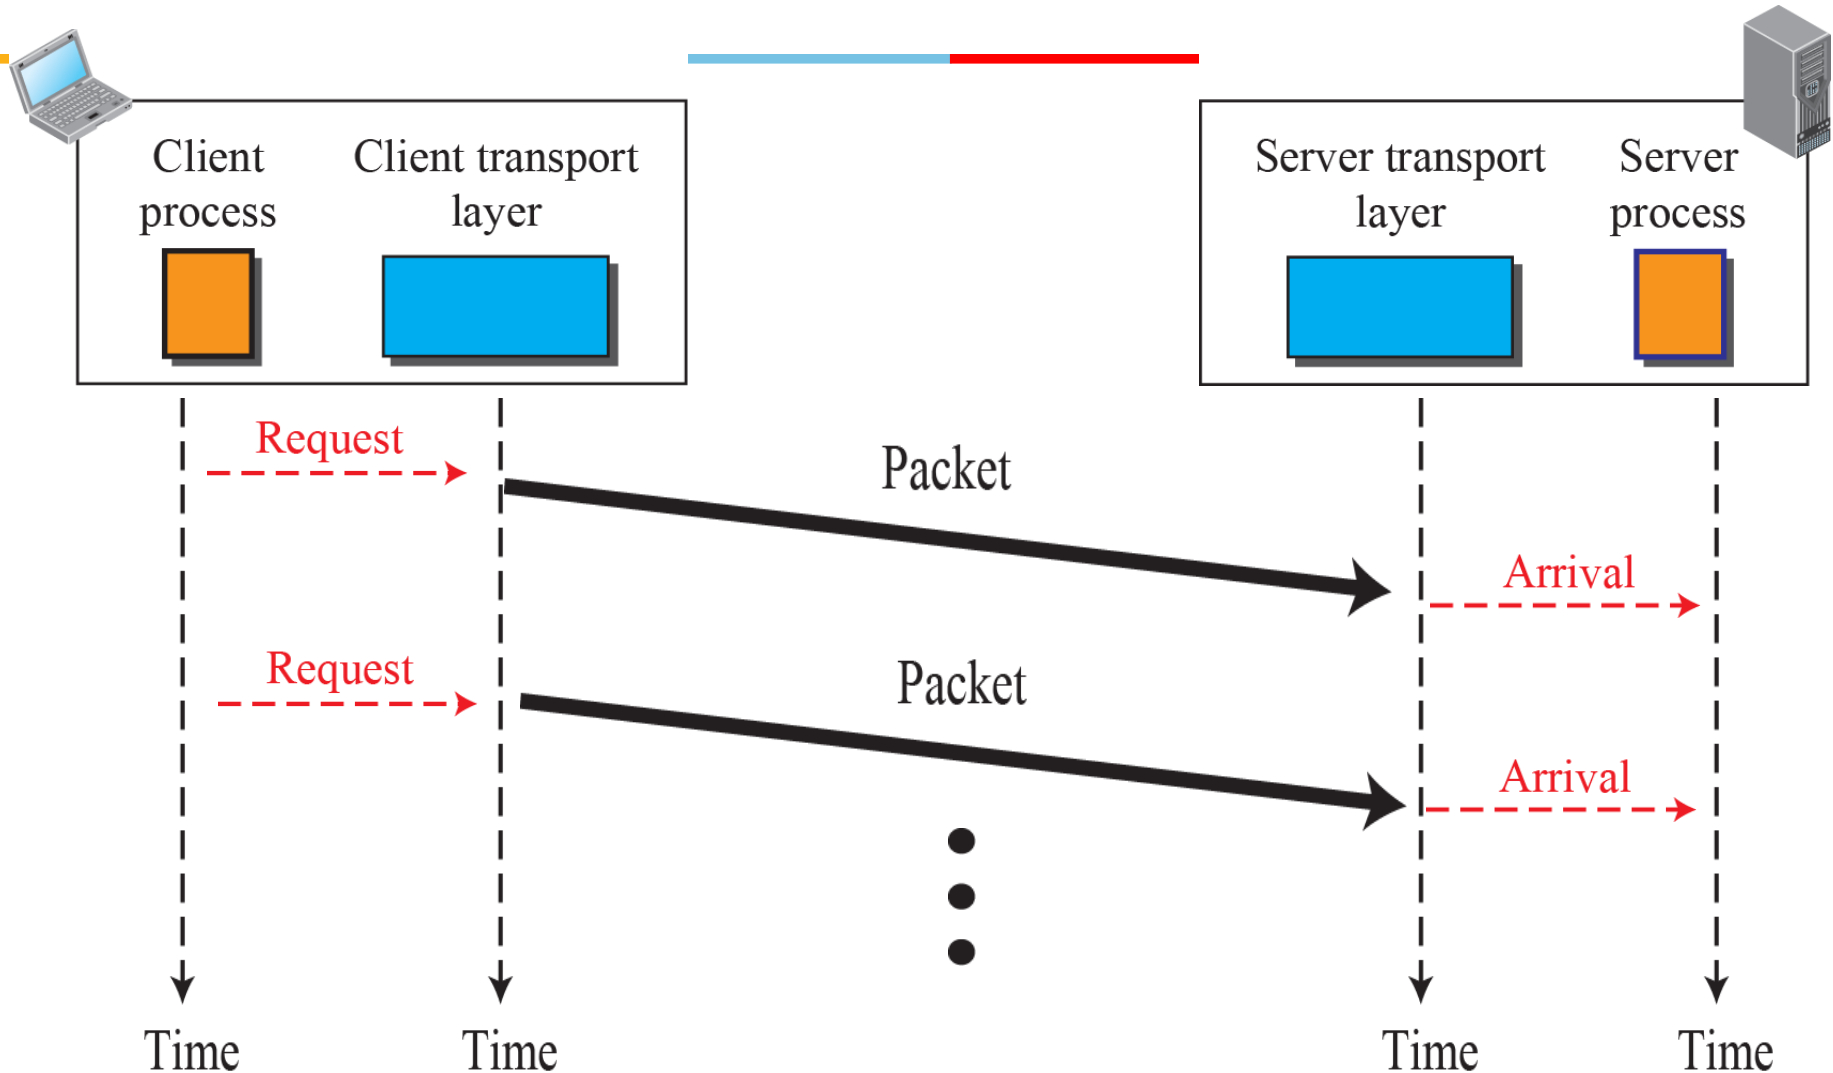 Client
process
Client transport
layer
Server transport
layer
Server
process
Request
Packet
Arrival
Request
Packet
Arrival
Time
Time
Time
Time